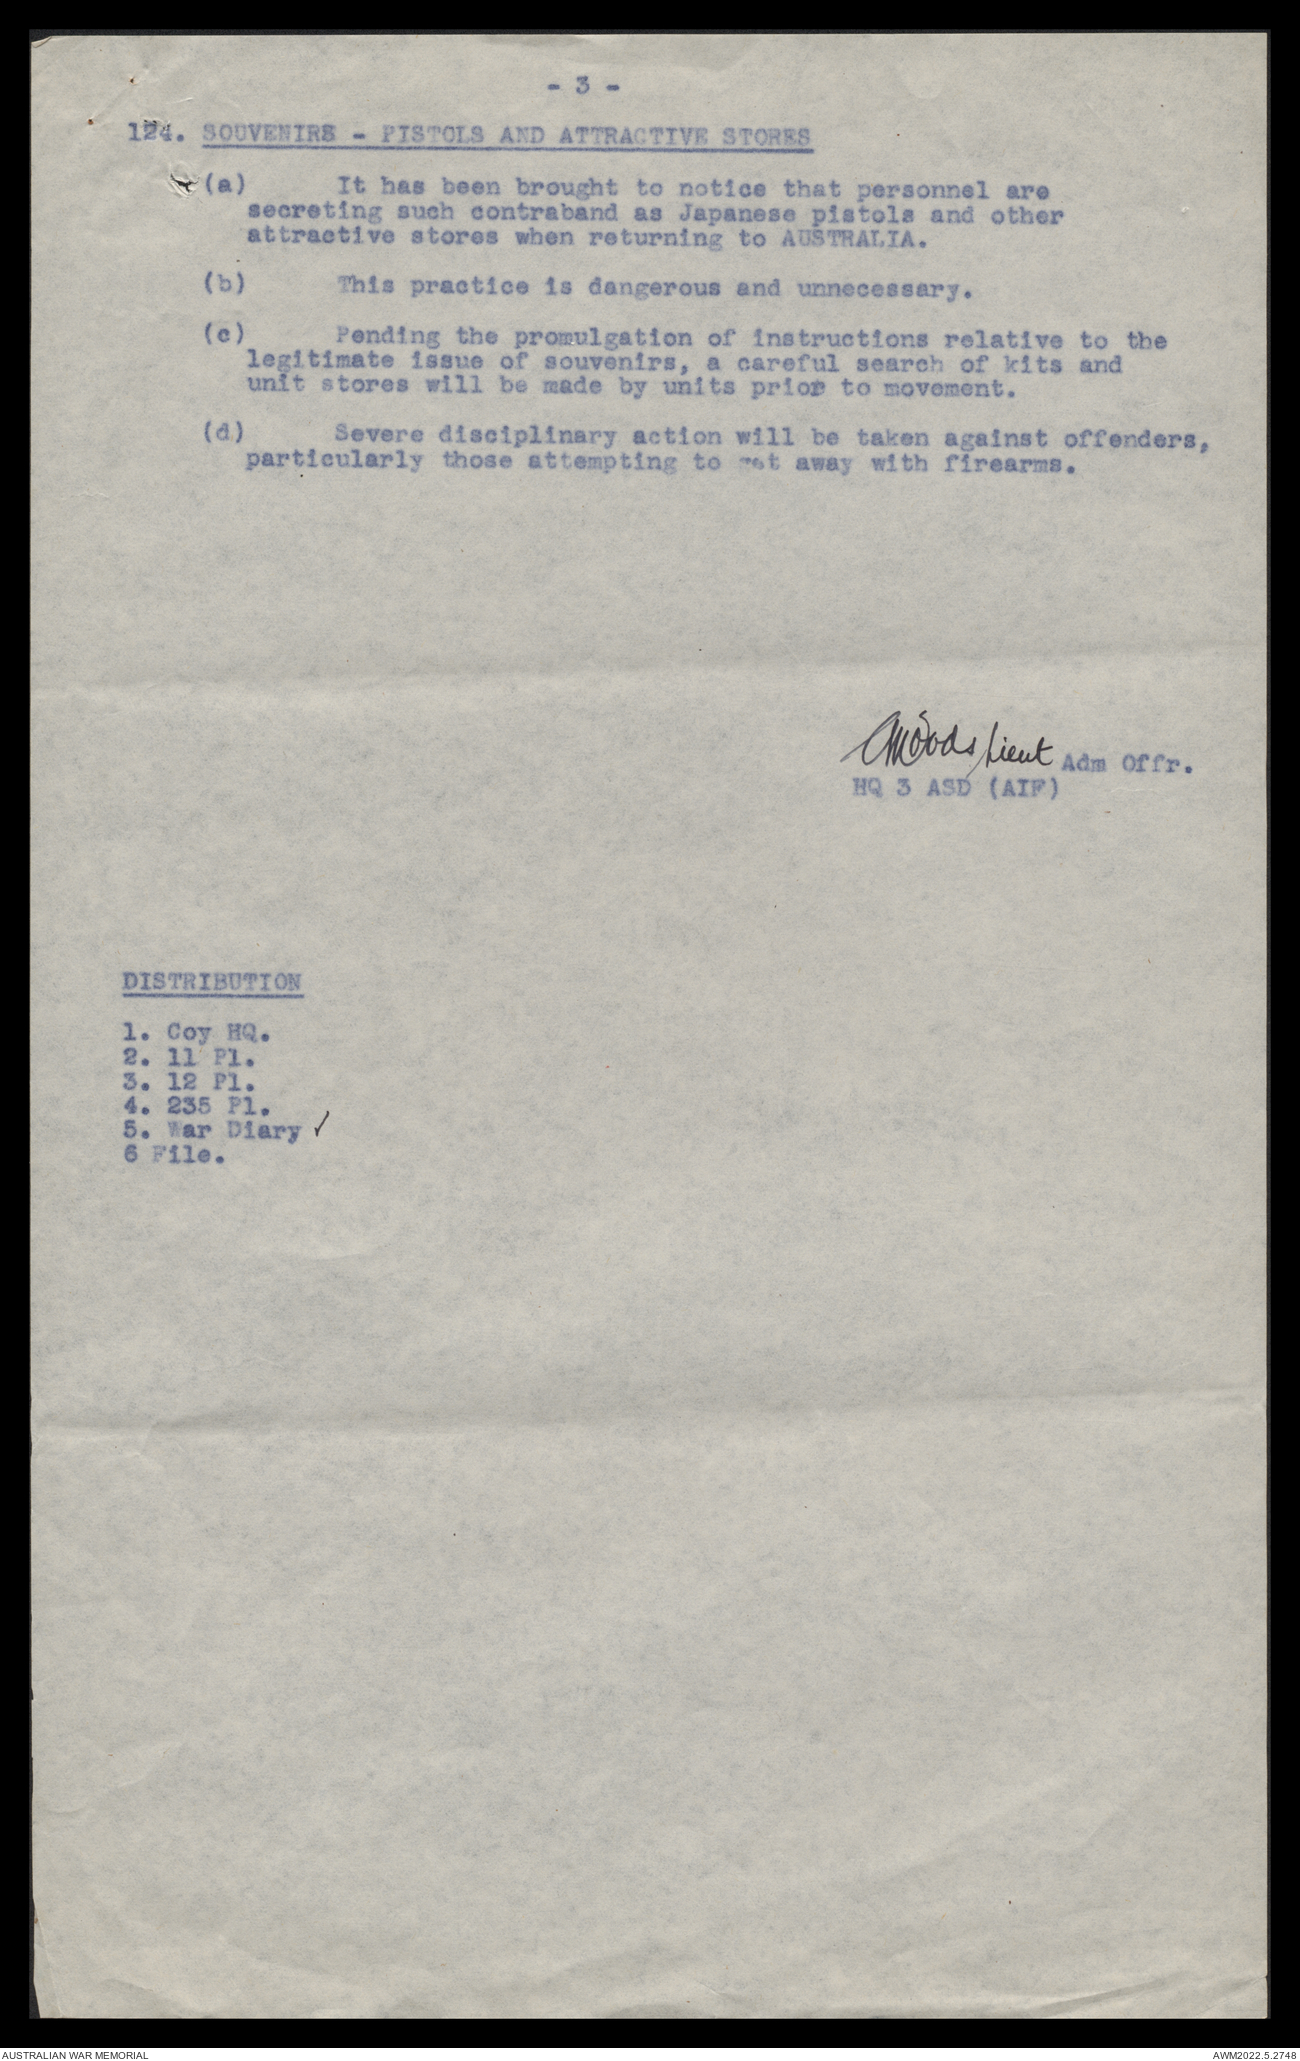 - 3 -
124. SOUVENIRS - PISTOLS AND ATTRACTIVE STORES
(a) It has been brought to notice that personnel are
secreting such contraband as Japanese pistols and other
attractive stores when returning to AUSTRALIA.
(b) This practice is dangerous and unnecessary.
(c) Pending the promulgation of instructions relative to the
legitimate issue of souvenirs, a careful search of kits and
unit stores will be made by units prior to movement.
(d) Severe disciplinary action will be taken against offenders,
particularly those attempting to get away with firearms.
Lieut Adm Offr.
HQ 3 ASD (AIF)
DISTRIBUTION
1. Coy HQ.
2. 11 Pl.
3. 12 Pl.
4. 235 Pl.
5. War Diary ✓
6 File.
AUSTRALIAN WAR MEMORIAL
AWM2022.5.2748